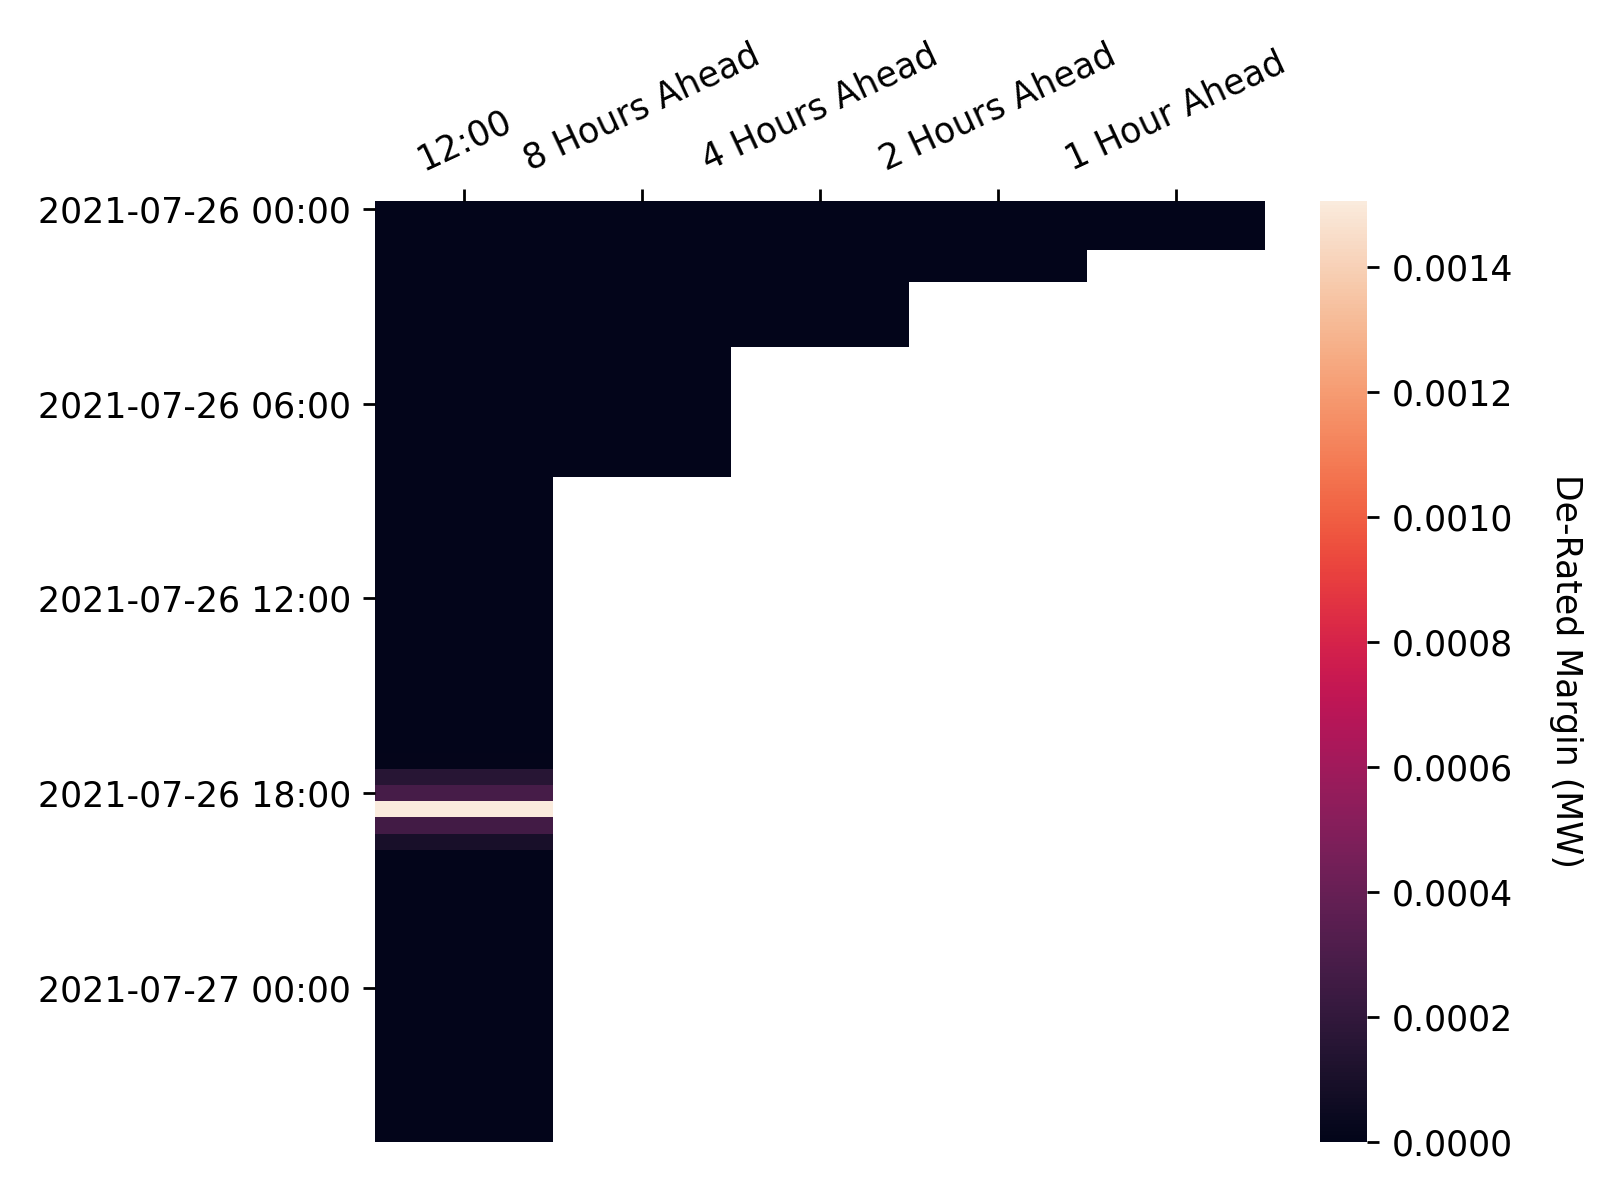 12:00
8 Hours Ahead
4 Hours Ahead
2 Hours Ahead
1 Hour Ahead
2021-07-26 00:00
2021-07-26 06:00
2021-07-26 12:00
2021-07-26 18:00
2021-07-27 00:00
0.0014
0.0012
0.0010
0.0008
0.0006
0.0004
0.0002
0.0000
De-Rated Margin (MW)